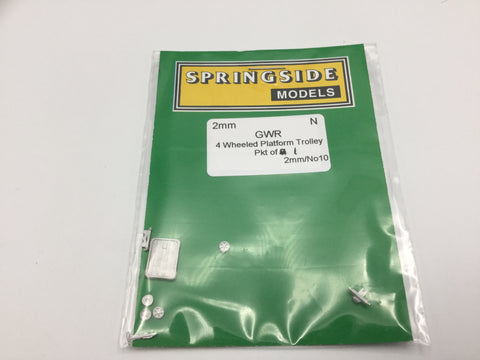 SPRINGSIDE
MODELS
2mm N
GWR
4 Wheeled Platform Trolley
Pkt of
2mm/No10